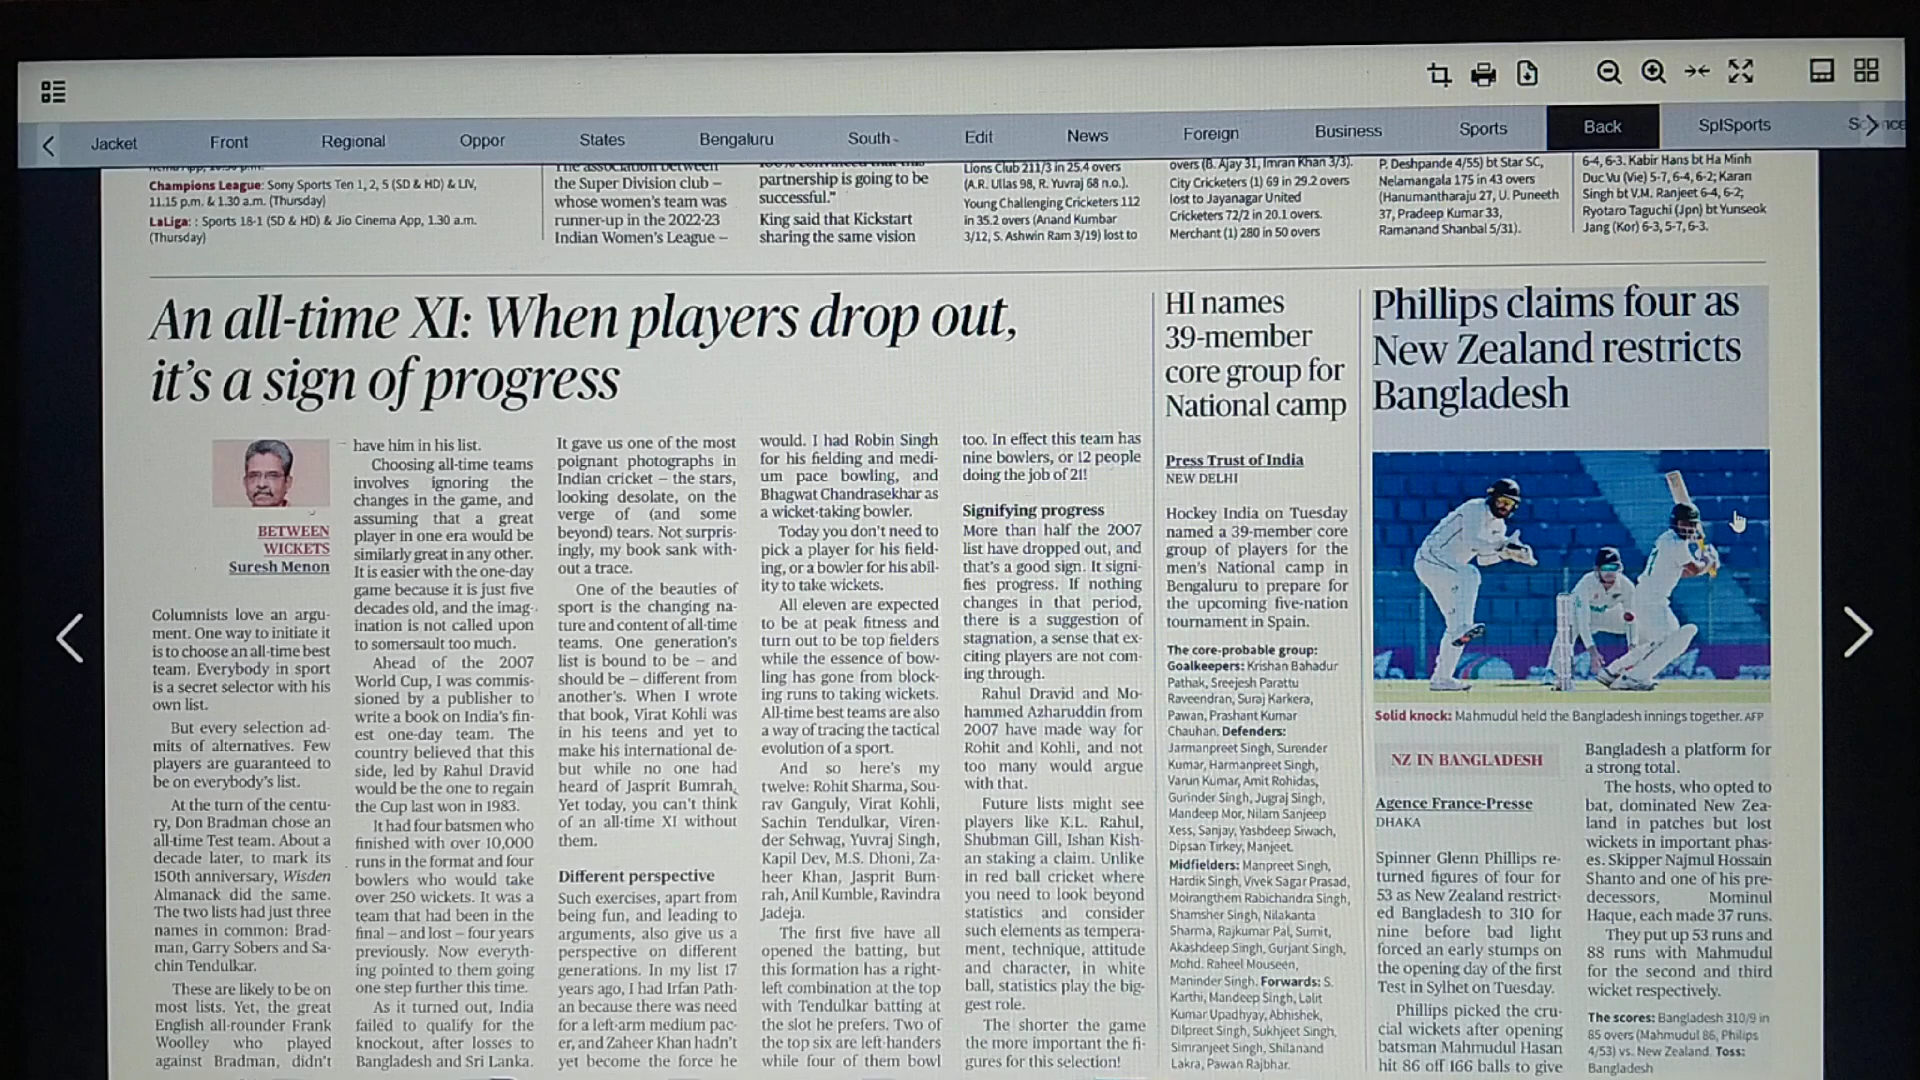 Jacket Front Regional Oppor States Bengaluru South - Edit News Foreign Business Sports Back SplSports
Champions League: Sony Sports Ten 1, 2, 5 (SD & HD) & LIV,
11.15 p.m. & 1.30 a.m. (Thursday)
LaLiga: : Sports 18-1 (SD & HD) & Jio Cinema App, 1.30 a.m.
(Thursday)
The association between
the Super Division club –
whose women's team was
runner-up in the 2022-23
Indian Women's League –
100% convinced that this
partnership is going to be
successful."
King said that Kickstart
sharing the same vision
Lions Club 211/3 in 25.4 overs
(A.R. Ullas 98, R. Yuvraj 68 n.o.).
Young Challenging Cricketers 112
in 35.2 overs (Anand Kumbar
3/12, S. Ashwin Ram 3/19) lost to
overs (B. Ajay 31, Imran Khan 3/3).
City Cricketers (1) 69 in 29.2 overs
lost to Jayanagar United
Cricketers 72/2 in 20.1 overs.
Merchant (1) 280 in 50 overs
P. Deshpande 4/55) bt Star SC,
Nelamangala 175 in 43 overs
(Hanumantharaju 27, U. Puneeth
37, Pradeep Kumar 33,
Ramanand Shanbal 5/31).
6-4, 6-3. Kabir Hans bt Ha Minh
Duc Vu (Vie) 5-7, 6-4, 6-2; Karan
Singh bt V.M. Ranjeet 6-4, 6-2;
Ryotaro Taguchi (Jpn) bt Yunseok
Jang (Kor) 6-3, 5-7, 6-3.
An all-time XI: When players drop out,
it's a sign of progress
BETWEEN
WICKETS
Suresh Menon
Columnists love an argu-
ment. One way to initiate it
is to choose an all-time best
team. Everybody in sport
is a secret selector with his
own list.
But every selection ad-
mits of alternatives. Few
players are guaranteed to
be on everybody's list.
At the turn of the centu-
ry, Don Bradman chose an
all-time Test team. About a
decade later, to mark its
150th anniversary, Wisden
Almanack did the same.
The two lists had just three
names in common: Brad-
man, Garry Sobers and Sa-
chin Tendulkar.
These are likely to be on
most lists. Yet, the great
English all-rounder Frank
Woolley who played
against Bradman, didn't
have him in his list.
Choosing all-time teams
involves ignoring the
changes in the game, and
assuming that a great
player in one era would be
similarly great in any other.
It is easier with the one-day
game because it is just five
decades old, and the imag-
ination is not called upon
to somersault too much.
Ahead of the 2007
World Cup, I was commis-
sioned by a publisher to
write a book on India's fin-
est one-day team. The
country believed that this
side, led by Rahul Dravid
would be the one to regain
the Cup last won in 1983.
It had four batsmen who
finished with over 10,000
runs in the format and four
bowlers who would take
over 250 wickets. It was a
team that had been in the
final – and lost – four years
previously. Now everyth-
ing pointed to them going
one step further this time.
As it turned out, India
failed to qualify for the
knockout, after losses to
Bangladesh and Sri Lanka.
It gave us one of the most
poignant photographs in
Indian cricket – the stars,
looking desolate, on the
verge of (and some
beyond) tears. Not surpris-
ingly, my book sank with-
out a trace.
One of the beauties of
sport is the changing na-
ture and content of all-time
teams. One generation's
list is bound to be – and
should be – different from
another's. When I wrote
that book, Virat Kohli was
in his teens and yet to
make his international de-
but while no one had
heard of Jasprit Bumrah.
Yet today, you can't think
of an all-time XI without
them.
Different perspective
Such exercises, apart from
being fun, and leading to
arguments, also give us a
perspective on different
generations. In my list 17
years ago, I had Irfan Path-
an because there was need
for a left-arm medium pac-
er, and Zaheer Khan hadn't
yet become the force he
would. I had Robin Singh
for his fielding and medi-
um pace bowling, and
Bhagwat Chandrasekhar as
a wicket-taking bowler.
Today you don't need to
pick a player for his field-
ing, or a bowler for his abil-
ity to take wickets.
All eleven are expected
to be at peak fitness and
turn out to be top fielders
while the essence of bow-
ling has gone from block-
ing runs to taking wickets.
All-time best teams are also
a way of tracing the tactical
evolution of a sport.
And so here's my
twelve: Rohit Sharma, Sou-
rav Ganguly, Virat Kohli,
Sachin Tendulkar, Viren-
der Sehwag, Yuvraj Singh,
Kapil Dev, M.S. Dhoni, Za-
heer Khan, Jasprit Bum-
rah, Anil Kumble, Ravindra
Jadeja.
The first five have all
opened the batting, but
this formation has a right-
left combination at the top
with Tendulkar batting at
the slot he prefers. Two of
the top six are left-handers
while four of them bowl
too. In effect this team has
nine bowlers, or 12 people
doing the job of 21!
Signifying progress
More than half the 2007
list have dropped out, and
that's a good sign. It signi-
fies progress. If nothing
changes in that period,
there is a suggestion of
stagnation, a sense that ex-
citing players are not com-
ing through.
Rahul Dravid and Mo-
hammed Azharuddin from
2007 have made way for
Rohit and Kohli, and not
too many would argue
with that.
Future lists might see
players like K.L. Rahul,
Shubman Gill, Ishan Kish-
an staking a claim. Unlike
in red ball cricket where
you need to look beyond
statistics and consider
such elements as tempera-
ment, technique, attitude
and character, in white
ball, statistics play the big-
gest role.
The shorter the game
the more important the fi-
gures for this selection!
HI names
39-member
core group for
National camp
Press Trust of India
NEW DELHI
Hockey India on Tuesday
named a 39-member core
group of players for the
men's National camp in
Bengaluru to prepare for
the upcoming five-nation
tournament in Spain.
The core-probable group:
Goalkeepers: Krishan Bahadur
Pathak, Sreejesh Parattu
Raveendran, Suraj Karkera,
Pawan, Prashant Kumar
Chauhan. Defenders:
Jarmanpreet Singh, Surender
Kumar, Harmanpreet Singh,
Varun Kumar, Amit Rohidas,
Gurinder Singh, Jugraj Singh,
Mandeep Mor, Nilam Sanjeep
Xess, Sanjay, Yashdeep Siwach,
Dipsan Tirkey, Manjeet.
Midfielders: Manpreet Singh,
Hardik Singh, Vivek Sagar Prasad,
Moirangthem Rabichandra Singh,
Shamsher Singh, Nilakanta
Sharma, Rajkumar Pal, Sumit,
Akashdeep Singh, Gurjant Singh,
Mohd. Raheel Mouseen,
Maninder Singh. Forwards: S.
Karthi, Mandeep Singh, Lalit
Kumar Upadhyay, Abhishek,
Dilpreet Singh, Sukhjeet Singh,
Simranjeet Singh, Shilanand
Lakra, Pawan Rajbhar.
Phillips claims four as
New Zealand restricts
Bangladesh
Solid knock: Mahmudul held the Bangladesh innings together. AFP
NZ IN BANGLADESH
Agence France-Presse
DHAKA
Spinner Glenn Phillips re-
turned figures of four for
53 as New Zealand restrict-
ed Bangladesh to 310 for
nine before bad light
forced an early stumps on
the opening day of the first
Test in Sylhet on Tuesday.
Phillips picked the cru-
cial wickets after opening
batsman Mahmudul Hasan
hit 86 off 166 balls to give
Bangladesh a platform for
a strong total.
The hosts, who opted to
bat, dominated New Zea-
land in patches but lost
wickets in important phas-
es. Skipper Najmul Hossain
Shanto and one of his pre-
decessors, Mominul
Haque, each made 37 runs.
They put up 53 runs and
88 runs with Mahmudul
for the second and third
wicket respectively.
The scores: Bangladesh 310/9 in
85 overs (Mahmudul 86, Philips
4/53) vs. New Zealand. Toss:
Bangladesh